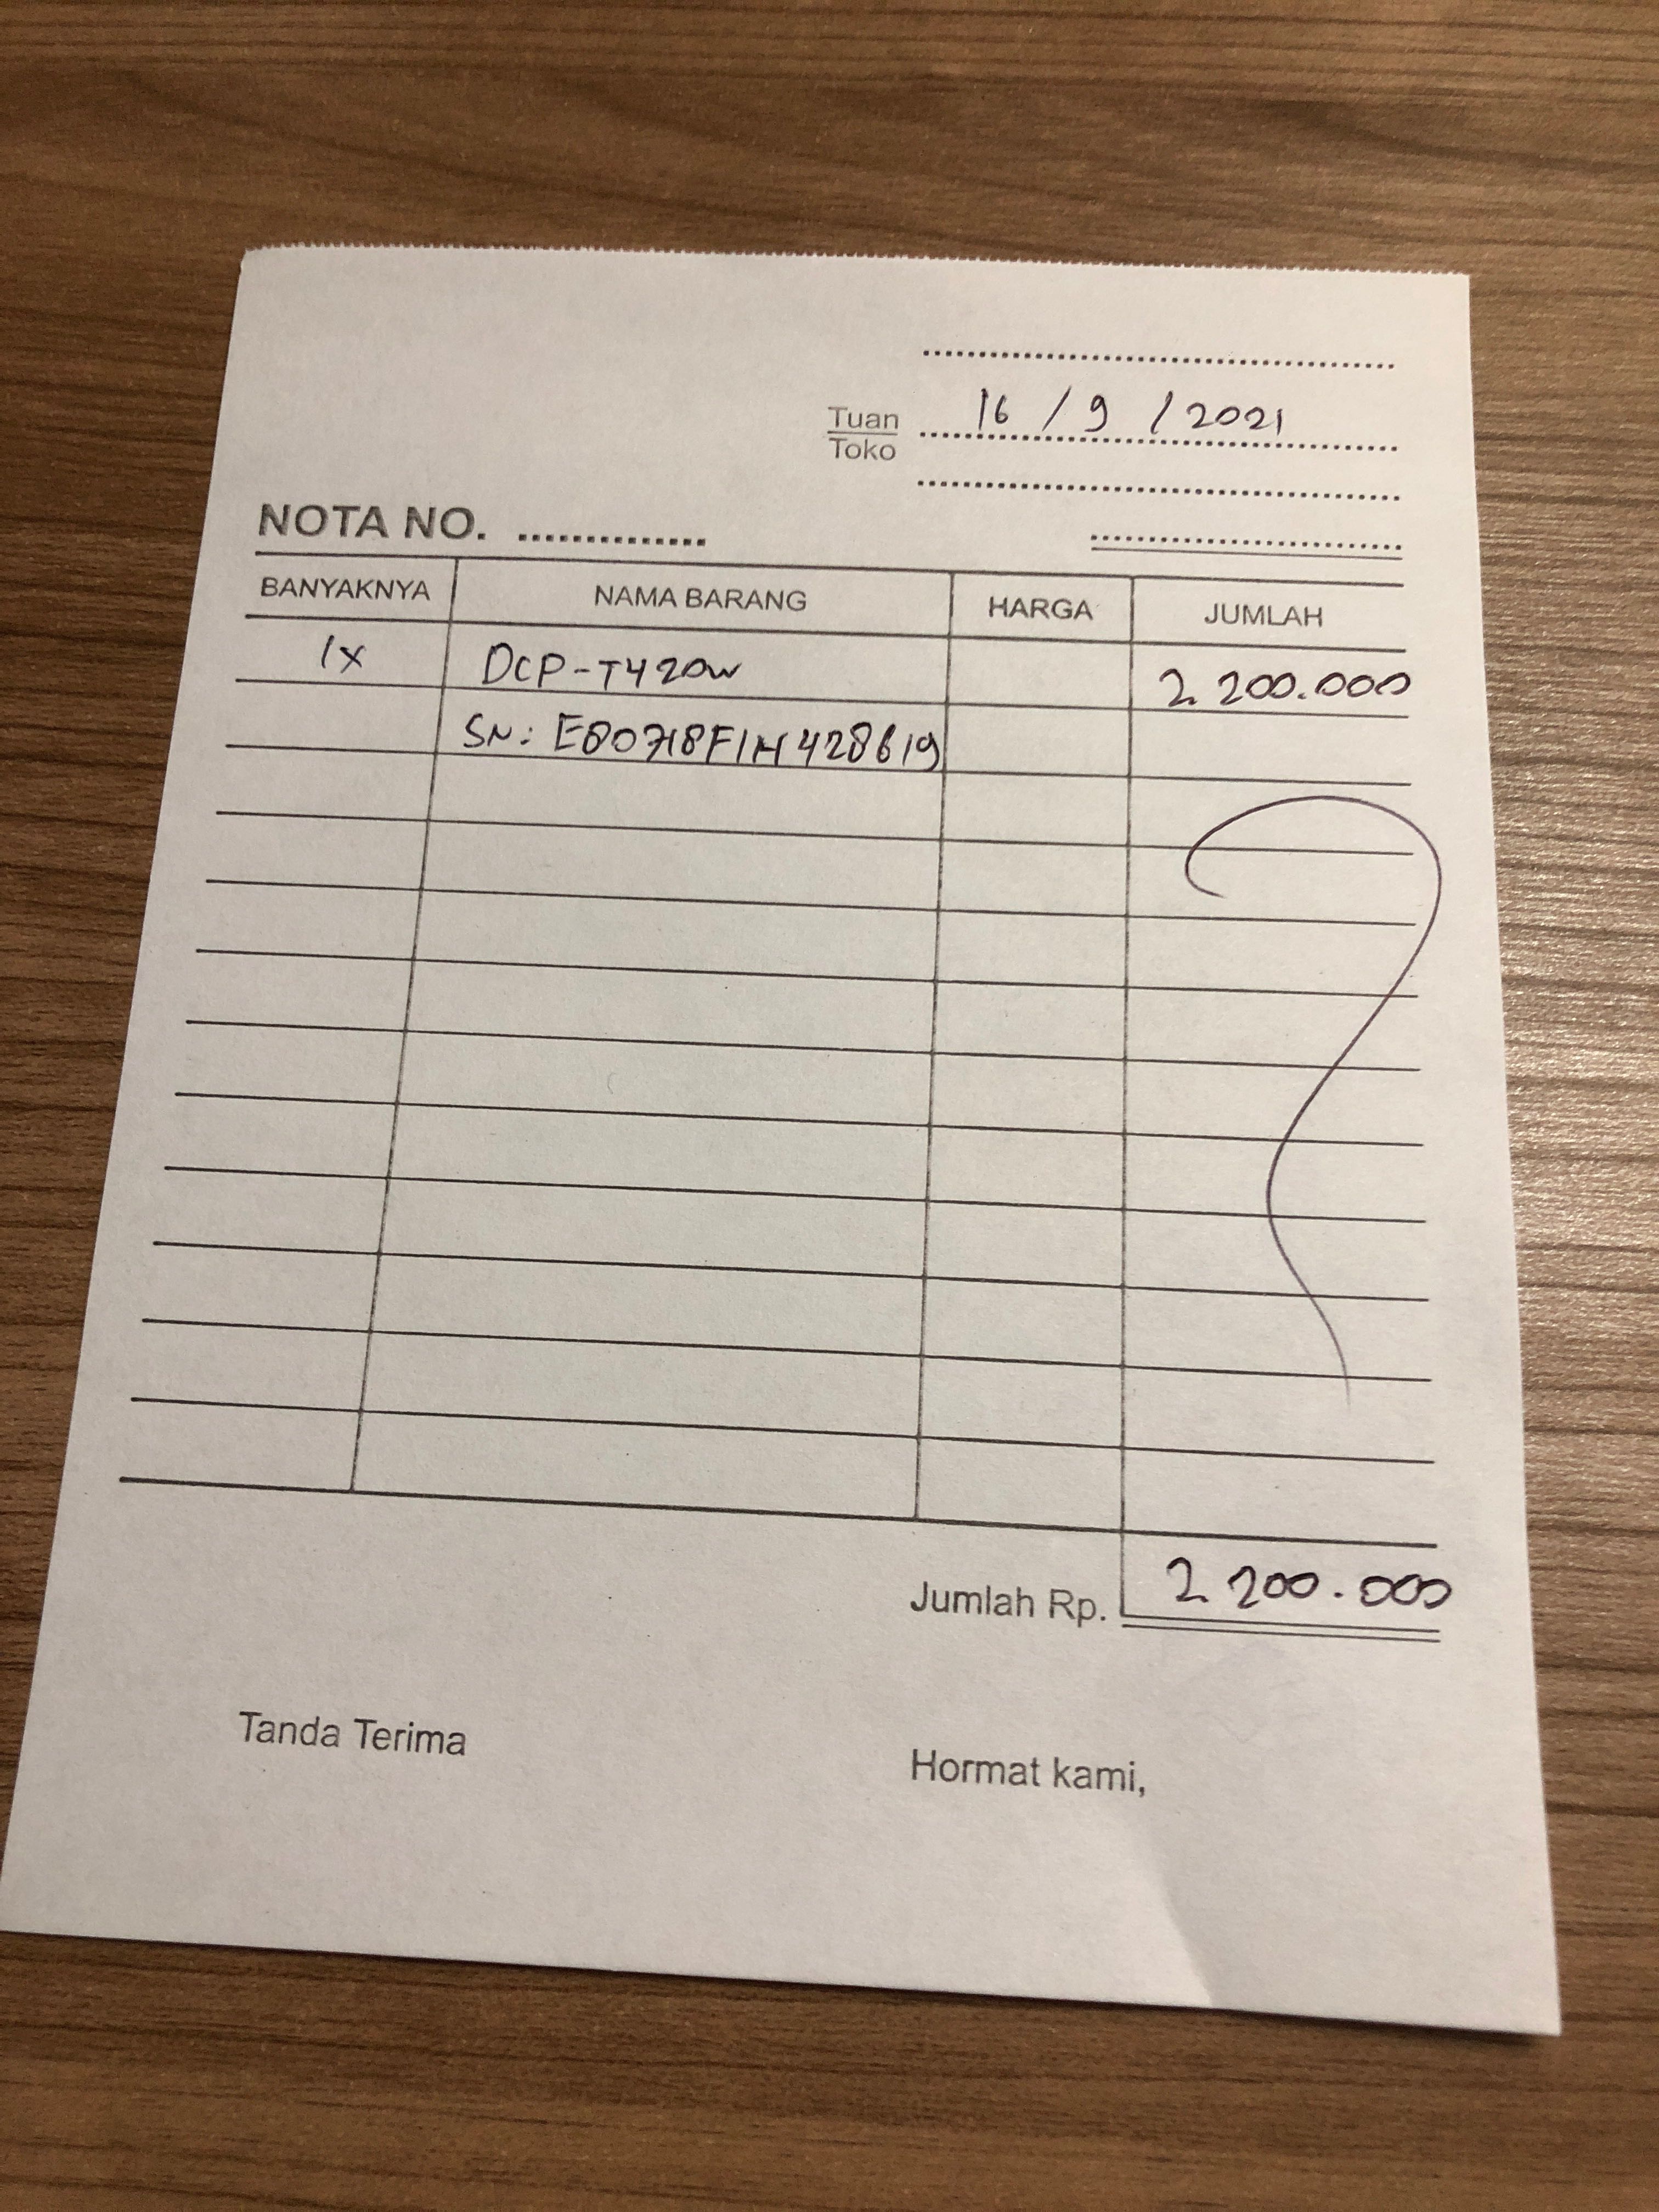 Tuan 16 / 9 / 2021
Toko
NOTA NO.
BANYAKNYA NAMA BARANG HARGA JUMLAH
1x DCP-T420W 2 200.000
SN: E80718F1H428619
Jumlah Rp. 2 200.000
Tanda Terima Hormat kami,